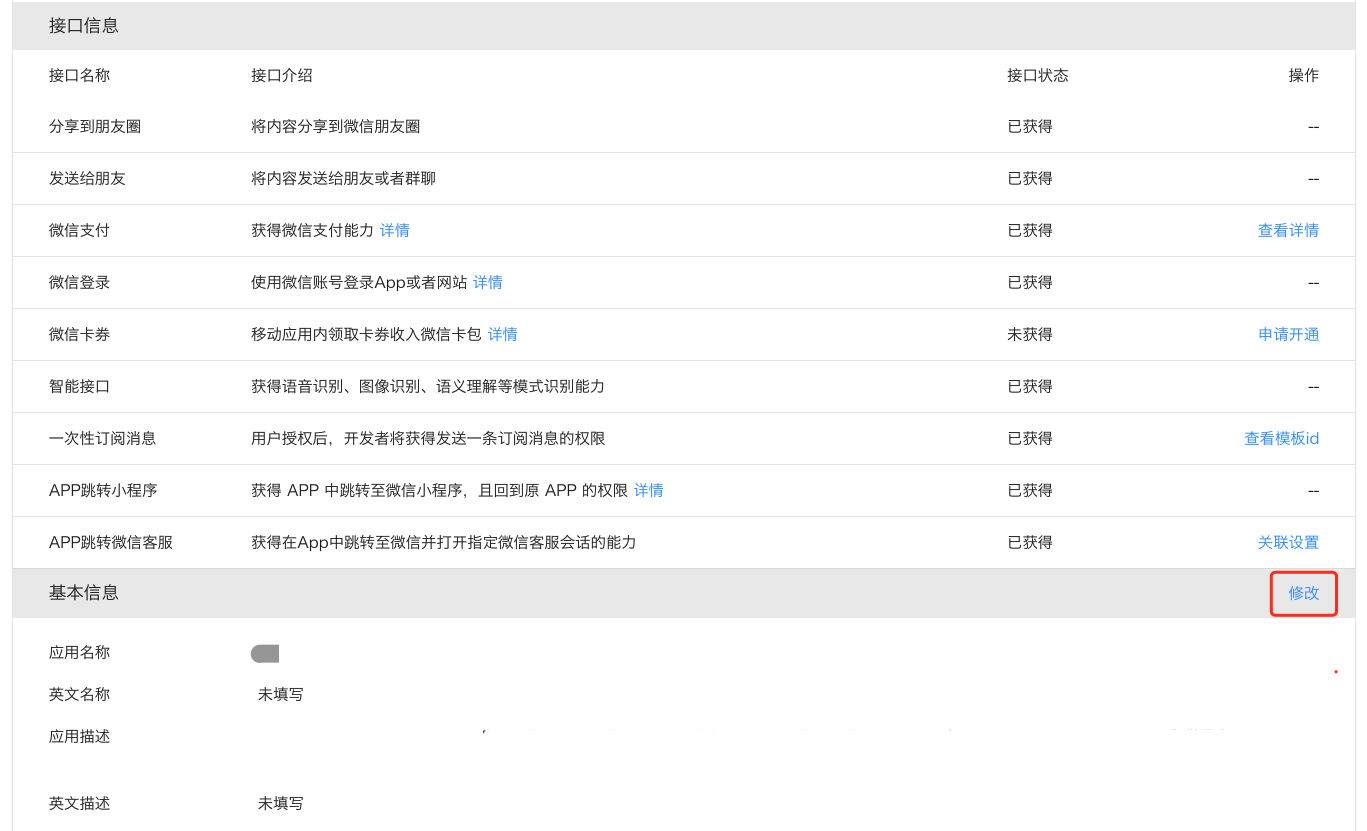 接口信息
接口名称 接口介绍 接口状态 操作
分享到朋友圈 将内容分享到微信朋友圈 已获得 --
发送给朋友 将内容发送给朋友或者群聊 已获得 --
微信支付 获得微信支付能力 详情 已获得 查看详情
微信登录 使用微信账号登录App或者网站 详情 已获得 --
微信卡券 移动应用内领取卡券收入微信卡包 详情 未获得 申请开通
智能接口 获得语音识别、图像识别、语义理解等模式识别能力 已获得 --
一次性订阅消息 用户授权后，开发者将获得发送一条订阅消息的权限 已获得 查看模板id
APP跳转小程序 获得 APP 中跳转至微信小程序，且回到原 APP 的权限 详情 已获得 --
APP跳转微信客服 获得在App中跳转至微信并打开指定微信客服会话的能力 已获得 关联设置
基本信息 修改
应用名称
英文名称 未填写
应用描述
英文描述 未填写